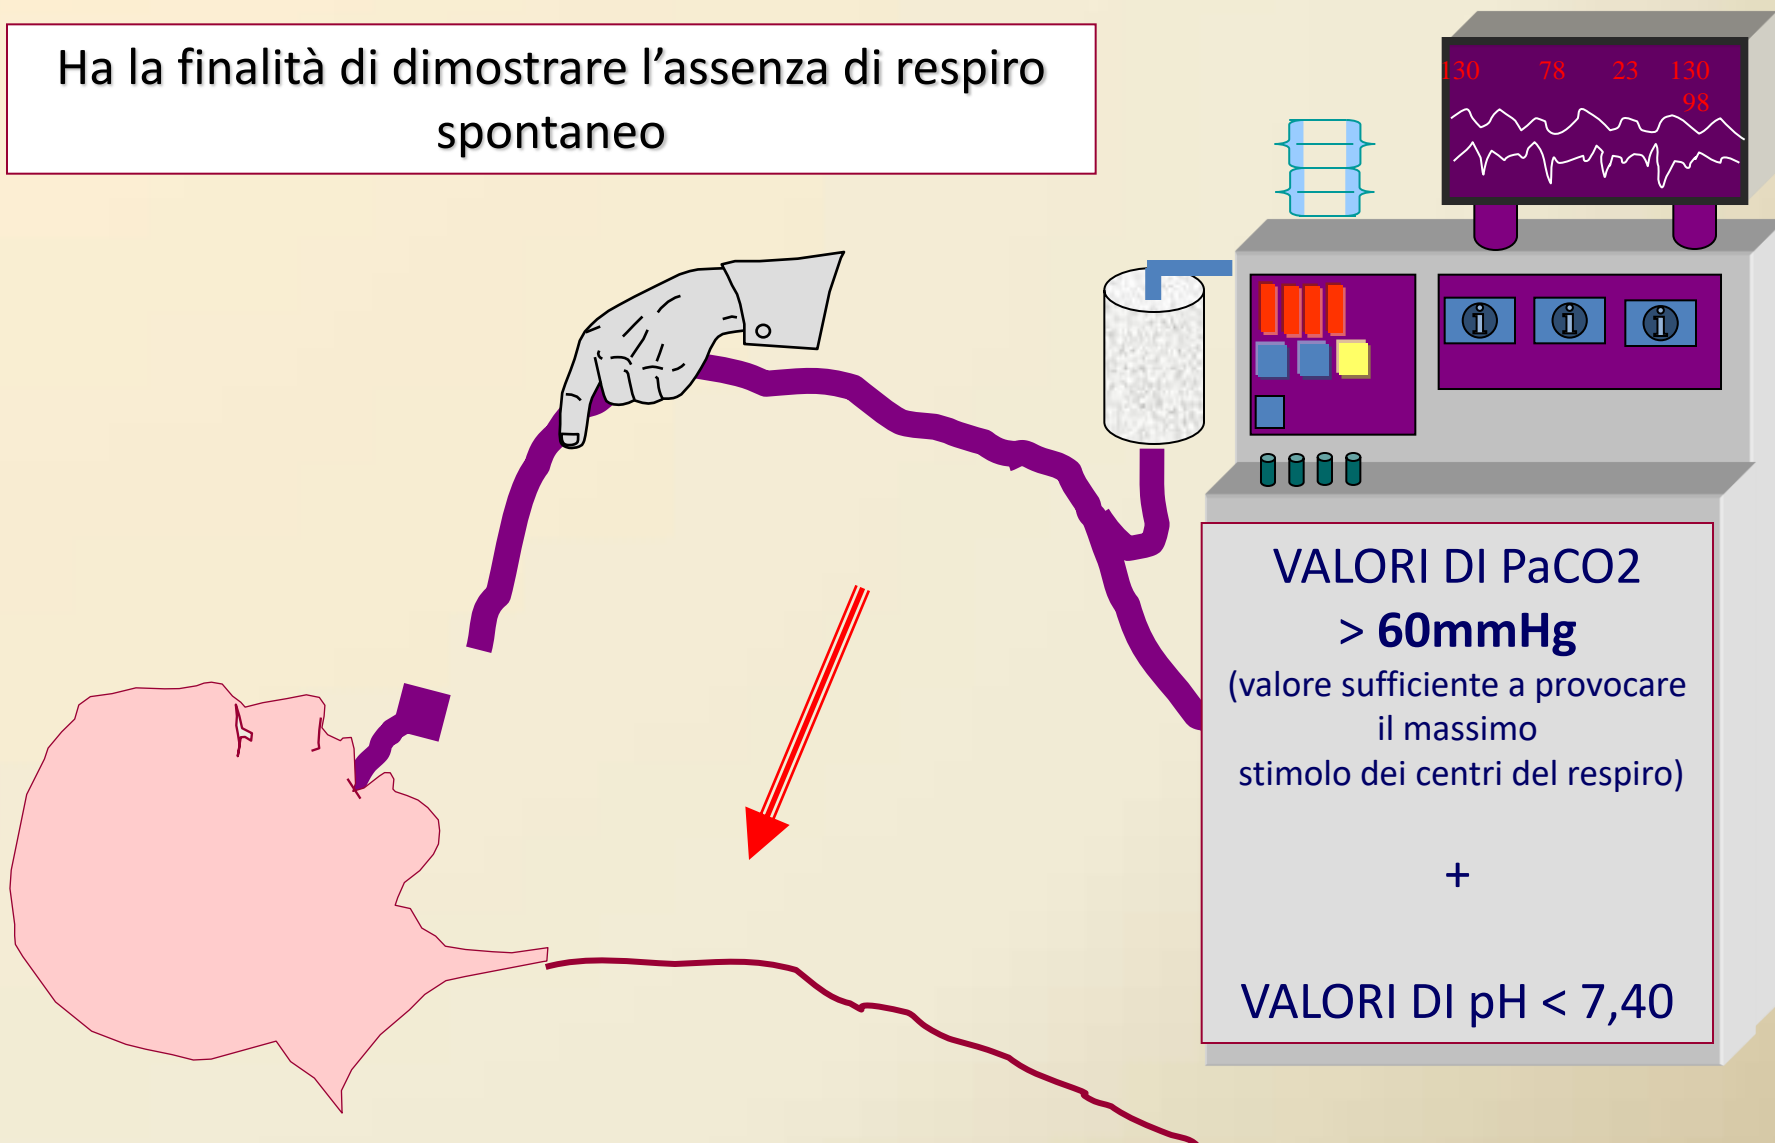 Ha la finalità di dimostrare l’assenza di respiro
spontaneo
130 78 23 130
98
VALORI DI PaCO2
> 60mmHg
(valore sufficiente a provocare
il massimo
stimolo dei centri del respiro)
+
VALORI DI pH < 7,40